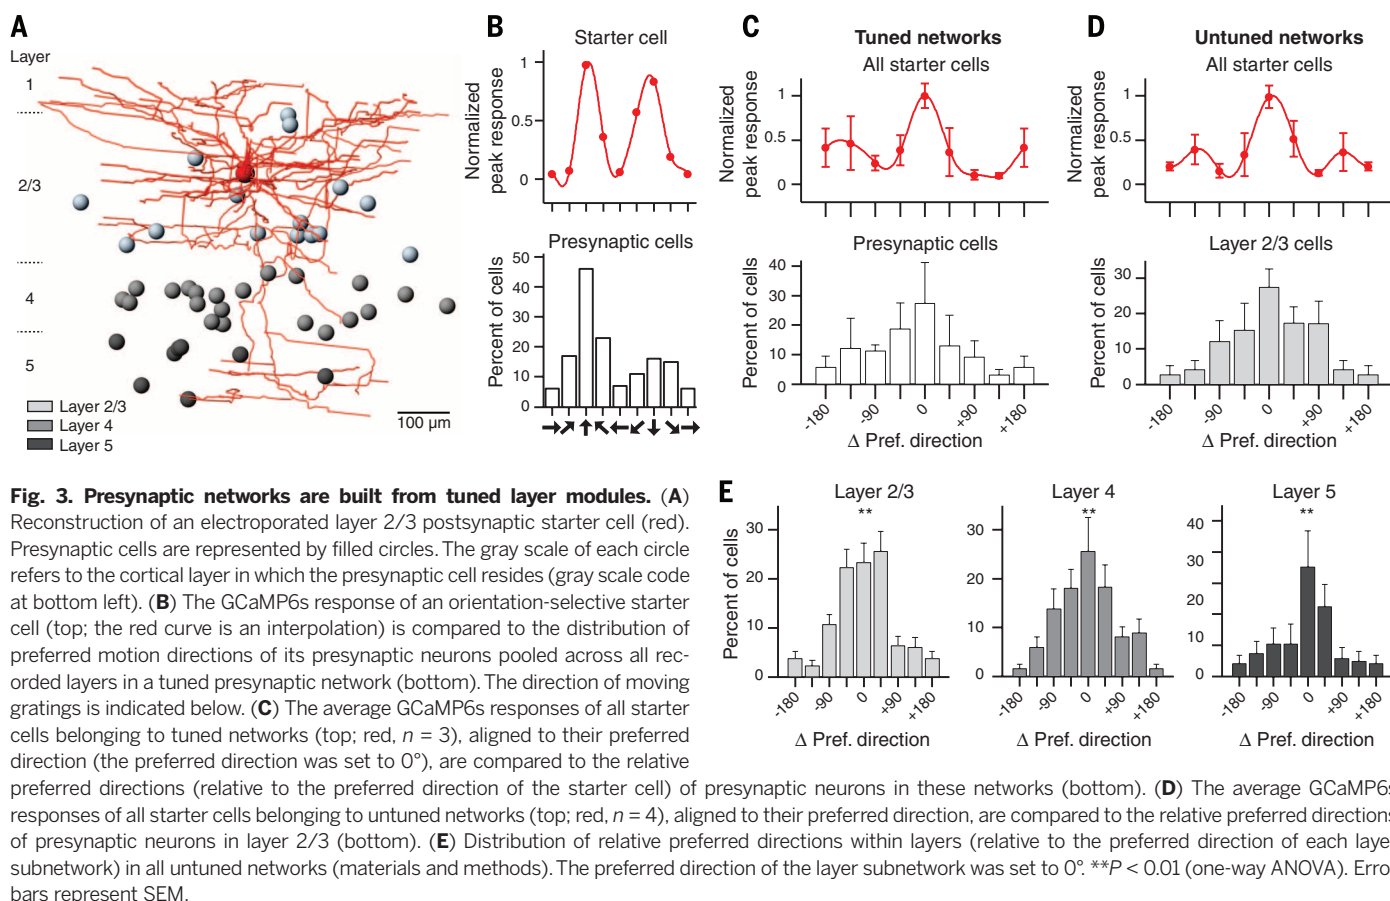 A
Layer
1
2/3
4
5
Layer 2/3
Layer 4
Layer 5
100 µm
B
Starter cell
Normalized
peak response
1
0.5
0
Presynaptic cells
Percent of cells
50
40
30
20
10
0
C
Tuned networks
All starter cells
Normalized
peak response
1
0.5
0
Presynaptic cells
Percent of cells
40
30
20
10
0
-180
-90
0
+90
+180
Δ Pref. direction
D
Untuned networks
All starter cells
Normalized
peak response
1
0.5
0
Layer 2/3 cells
Percent of cells
30
20
10
0
-180
-90
0
+90
+180
Δ Pref. direction
E
Layer 2/3
**
Percent of cells
30
20
10
0
-180
-90
0
+90
+180
Δ Pref. direction
Layer 4
**
30
20
10
0
-180
-90
0
+90
+180
Δ Pref. direction
Layer 5
**
40
30
30
10
0
-180
-90
0
+90
+180
Δ Pref. direction
Fig. 3. Presynaptic networks are built from tuned layer modules. (A)
Reconstruction of an electroporated layer 2/3 postsynaptic starter cell (red).
Presynaptic cells are represented by filled circles. The gray scale of each circle
refers to the cortical layer in which the presynaptic cell resides (gray scale code
at bottom left). (B) The GCaMP6s response of an orientation-selective starter
cell (top; the red curve is an interpolation) is compared to the distribution of
preferred motion directions of its presynaptic neurons pooled across all rec-
orded layers in a tuned presynaptic network (bottom). The direction of moving
gratings is indicated below. (C) The average GCaMP6s responses of all starter
cells belonging to tuned networks (top; red, n = 3), aligned to their preferred
direction (the preferred direction was set to 0°), are compared to the relative
preferred directions (relative to the preferred direction of the starter cell) of presynaptic neurons in these networks (bottom). (D) The average GCaMP6s
responses of all starter cells belonging to untuned networks (top; red, n = 4), aligned to their preferred direction, are compared to the relative preferred directions
of presynaptic neurons in layer 2/3 (bottom). (E) Distribution of relative preferred directions within layers (relative to the preferred direction of each layer
subnetwork) in all untuned networks (materials and methods). The preferred direction of the layer subnetwork was set to 0°. **P < 0.01 (one-way ANOVA). Erro
bars represent SEM.